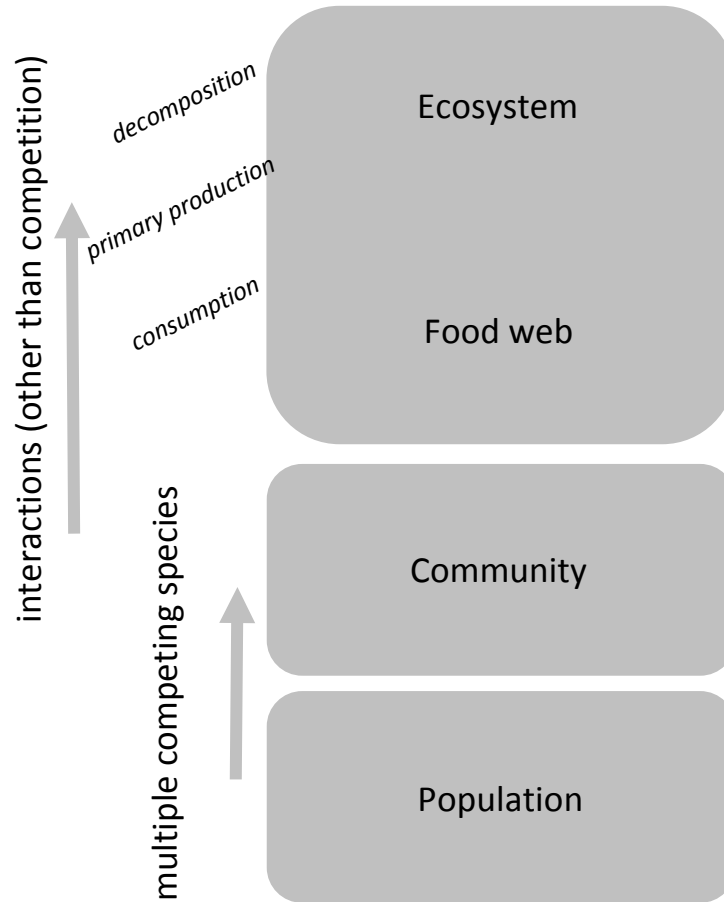 interactions (other than competition)
decomposition
primary production
consumption
Ecosystem
Food web
multiple competing species
Community
Population